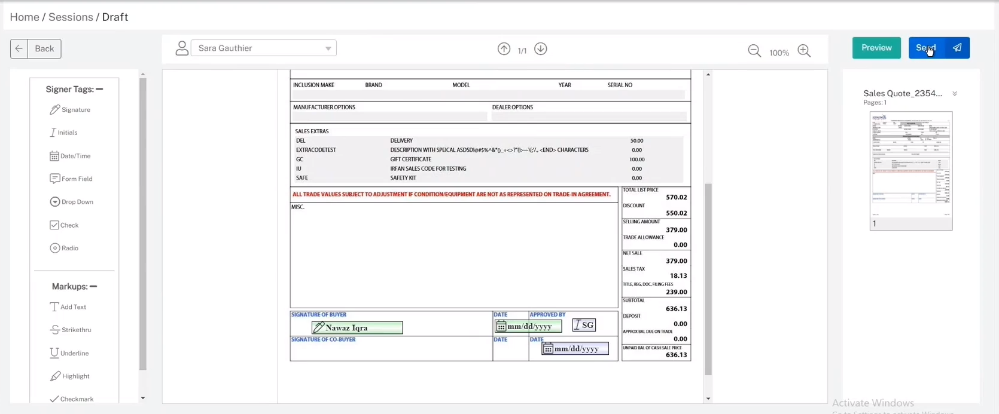 Home / Sessions / Draft
Back
Sara Gauthier
1/1
100%
Preview
Send
Signer Tags:
Signature
Initials
Date/Time
Form Field
Drop Down
Check
Radio
Markups:
Add Text
Strikethru
Underline
Highlight
Checkmark
INCLUSION MAKE BRAND MODEL YEAR SERIAL NO
MANUFACTURER OPTIONS DEALER OPTIONS
SALES EXTRAS
DEL DELIVERY 50.00
EXTRACODETEST DESCRIPTION WITH SPEICAL <END> CHARACTERS 0.00
GC GIFT CERTIFICATE 100.00
IU IRFAN SALES CODE FOR TESTING 0.00
SAFE SAFETY KIT 0.00
ALL TRADE VALUES SUBJECT TO ADJUSTMENT IF CONDITION/EQUIPMENT ARE NOT AS REPRESENTED ON TRADE-IN AGREEMENT.
MISC.
TOTAL LIST PRICE
570.02
DISCOUNT
550.02
SELLING AMOUNT
379.00
TRADE ALLOWANCE
0.00
NET SALE
379.00
SALES TAX
18.13
TITLE, REG, DOC, FILING FEES
239.00
SUBTOTAL
636.13
DEPOSIT
0.00
APPROX BAL DUE ON TRADE
0.00
UNPAID BAL OF CASH SALE PRICE
636.13
SIGNATURE OF BUYER DATE APPROVED BY
Nawaz Iqra mm/dd/yyyy SG
SIGNATURE OF CO-BUYER DATE DATE
mm/dd/yyyy
Sales Quote_2354...
Pages: 1
1
Activate Windows